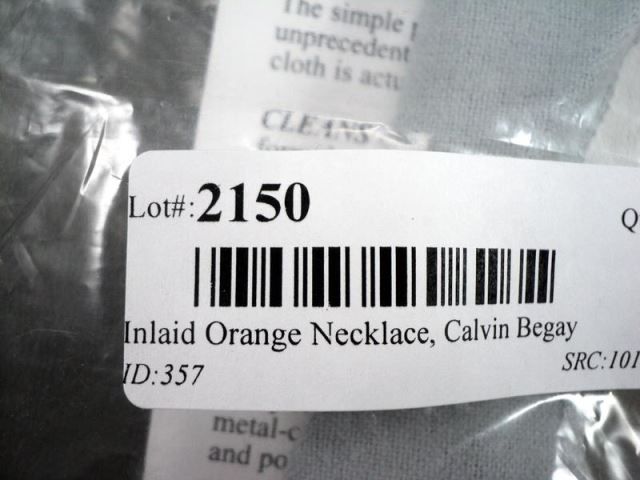 The simple
unprecedent
cloth is actu
CLEANS
Lot#:2150
Q
Inlaid Orange Necklace, Calvin Begay
ID:357
SRC:101
metal-c
and po